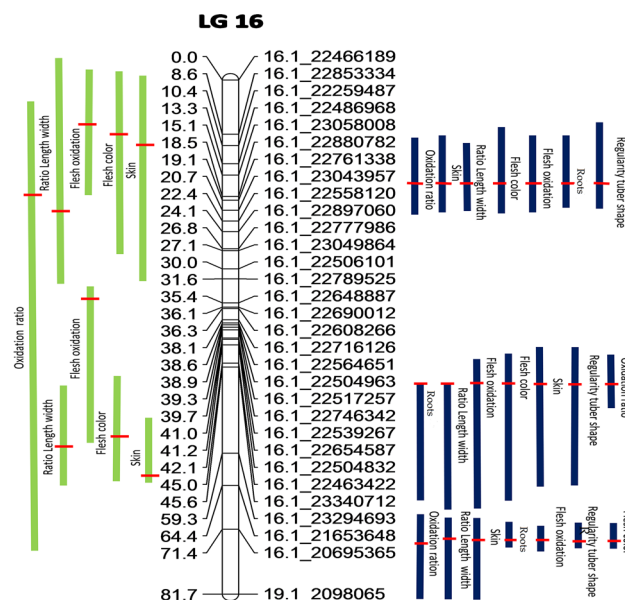 LG 16
0.0 16.1_22466189
8.6 16.1_22853334
10.4 16.1_22259487
13.3 16.1_22486968
15.1 16.1_23058008
18.5 16.1_22880782
19.1 16.1_22761338
20.7 16.1_23043957
22.4 16.1_22558120
24.1 16.1_22897060
26.8 16.1_22777986
27.1 16.1_23049864
30.0 16.1_22506101
31.6 16.1_22789525
35.4 16.1_22648887
36.1 16.1_22690012
36.3 16.1_22608266
38.1 16.1_22716126
38.6 16.1_22564651
38.9 16.1_22504963
39.3 16.1_22517257
39.7 16.1_22746342
41.0 16.1_22539267
41.2 16.1_22654587
42.1 16.1_22504832
45.0 16.1_22463422
45.6 16.1_23340712
59.3 16.1_23294693
64.4 16.1_21653648
71.4 16.1_20695365
81.7 19.1_2098065
Oxidation ratio
Ratio Length width
Flesh oxidation
Flesh color
Skin
Ratio Length width
Flesh oxidation
Flesh color
Skin
Oxidation ratio
Skin
Ratio Length width
Flesh color
Flesh oxidation
Roots
Regularity tuber shape
Roots
Ratio Length width
Flesh oxidation
Flesh color
Skin
Regularity tuber shape
Oxidation ration
Ratio Length width
Skin
Roots
Flesh oxidation
Regularity tuber shape